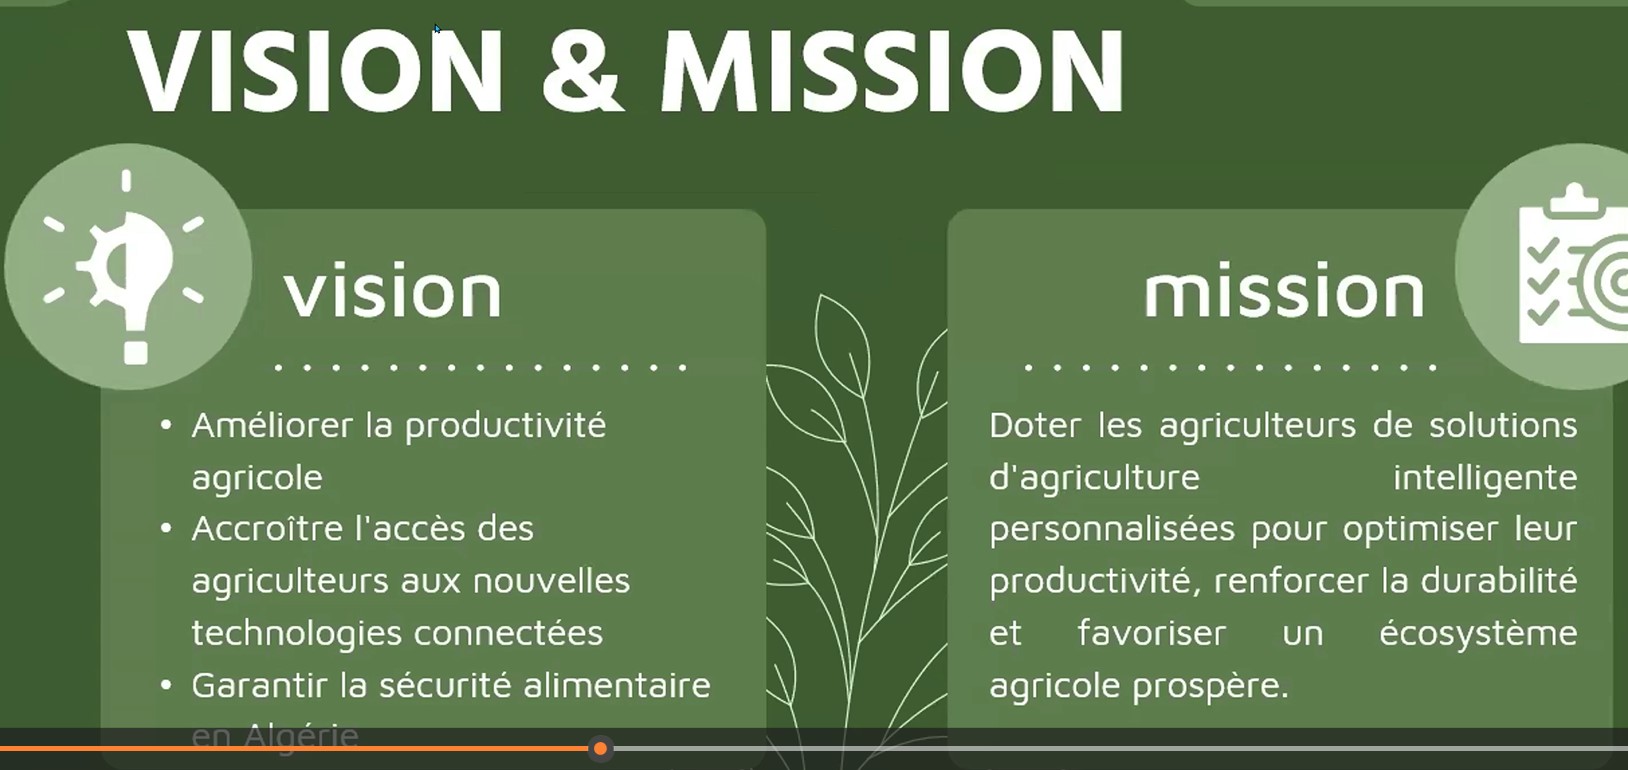 VISION & MISSION
vision
• Améliorer la productivité
agricole
• Accroître l'accès des
agriculteurs aux nouvelles
technologies connectées
• Garantir la sécurité alimentaire
en Algérie
mission
Doter les agriculteurs de solutions
d'agriculture intelligente
personnalisées pour optimiser leur
productivité, renforcer la durabilité
et favoriser un écosystème
agricole prospère.